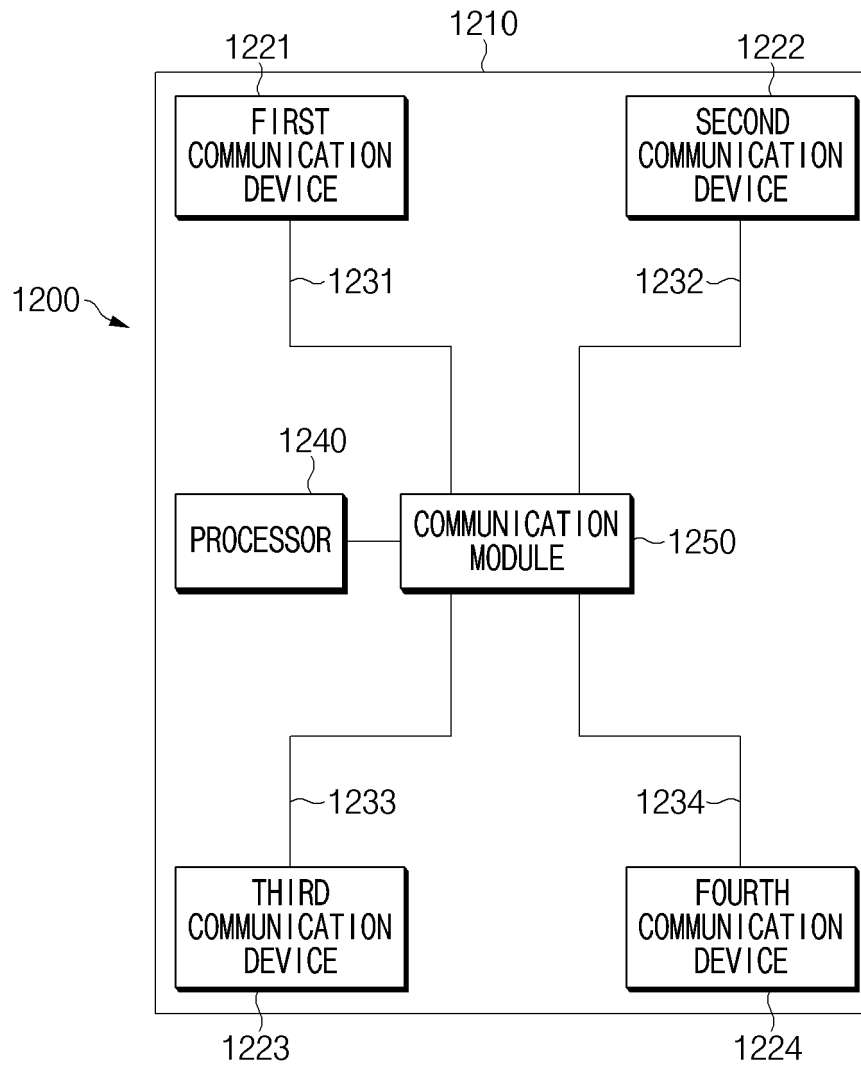 1210
1221
1222
FIRST
COMMUNICATION
DEVICE
SECOND
COMMUNICATION
DEVICE
1231
1232
1200
1240
PROCESSOR
COMMUNICATION
MODULE
1250
1233
1234
THIRD
COMMUNICATION
DEVICE
FOURTH
COMMUNICATION
DEVICE
1223
1224